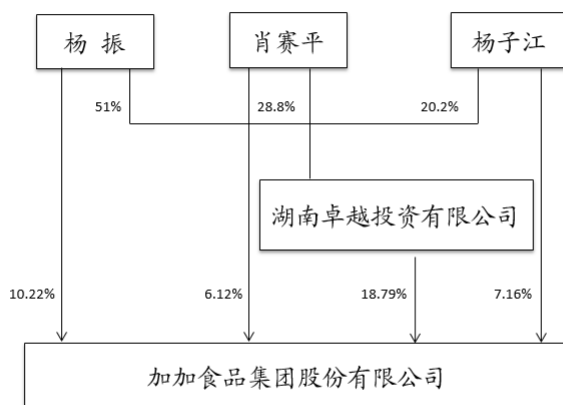 杨 振
肖赛平
杨子江
51%
28.8%
20.2%
湖南卓越投资有限公司
10.22%
6.12%
18.79%
7.16%
加加食品集团股份有限公司